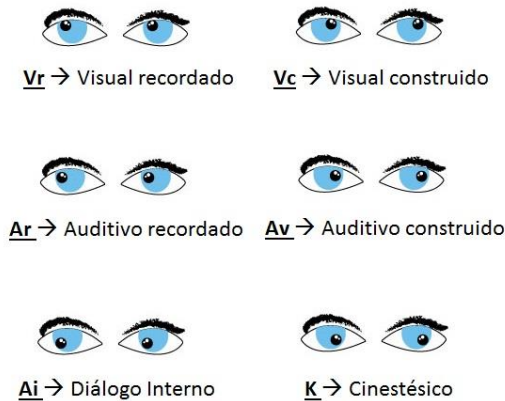 Vr → Visual recordado
Vc → Visual construido
Ar → Auditivo recordado
Av → Auditivo construido
Ai → Diálogo Interno
K → Cinestésico